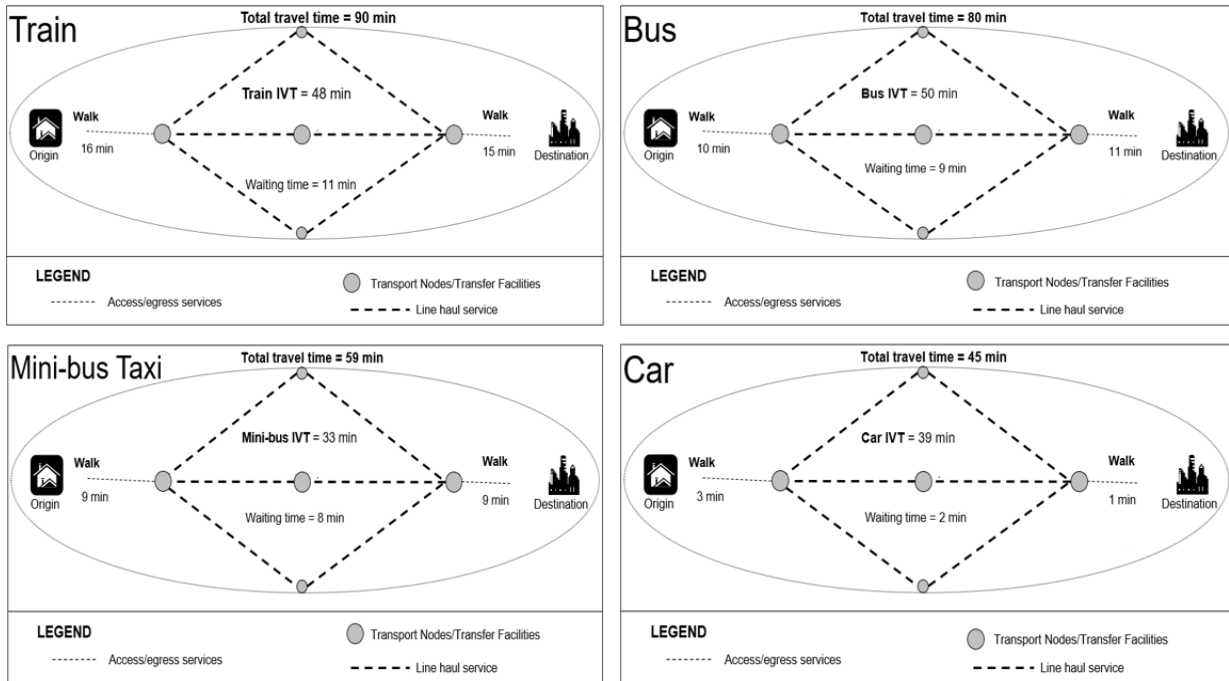 Train
Total travel time = 90 min
Train IVT = 48 min
Walk
Walk
16 min
Origin
15 min
Destination
Waiting time = 11 min
LEGEND
Access/egress services
Transport Nodes/Transfer Facilities
Line haul service
Bus
Total travel time = 80 min
Bus IVT = 50 min
Walk
Walk
10 min
Origin
11 min
Destination
Waiting time = 9 min
LEGEND
Access/egress services
Transport Nodes/Transfer Facilities
Line haul service
Mini-bus Taxi
Total travel time = 59 min
Mini-bus IVT = 33 min
Walk
Walk
9 min
Origin
9 min
Destination
Waiting time = 8 min
LEGEND
Access/egress services
Transport Nodes/Transfer Facilities
Line haul service
Car
Total travel time = 45 min
Car IVT = 39 min
Walk
Walk
3 min
Origin
1 min
Destination
Waiting time = 2 min
LEGEND
Access/egress services
Transport Nodes/Transfer Facilities
Line haul service